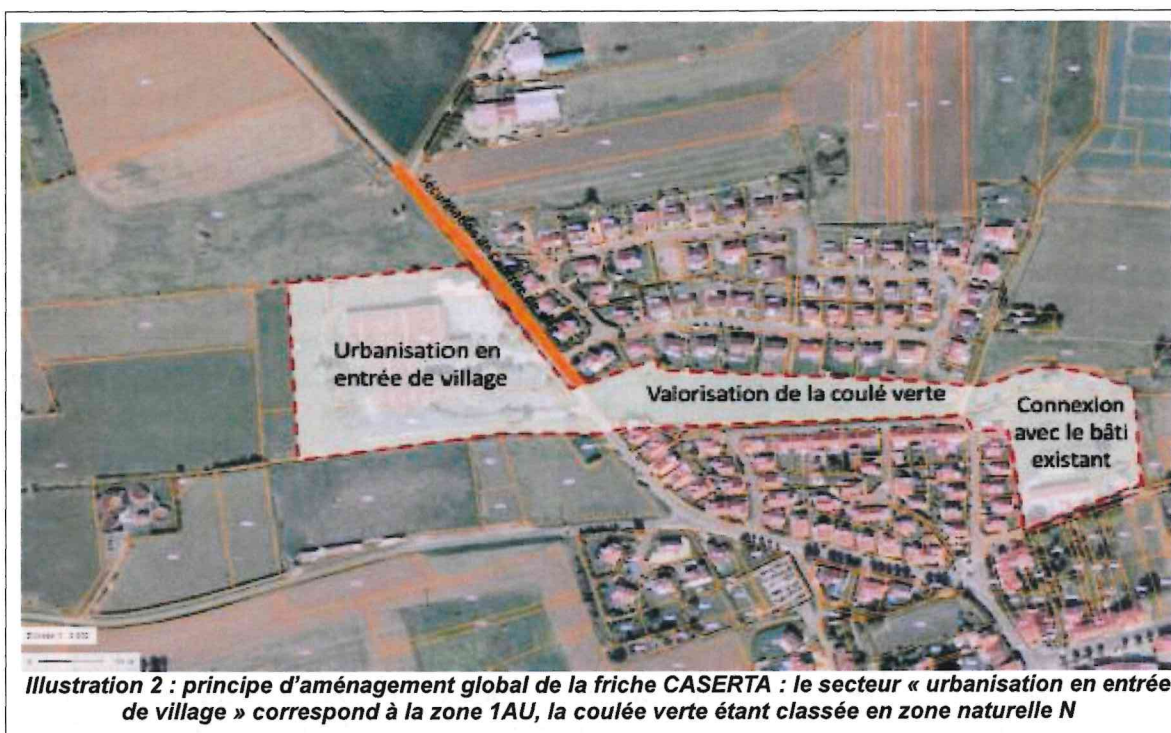 Urbanisation en
entrée de village
Valorisation de la coulé verte
Connexion
avec le bâti
existant
Illustration 2 : principe d'aménagement global de la friche CASERTA : le secteur « urbanisation en entrée
de village » correspond à la zone 1AU, la coulée verte étant classée en zone naturelle N